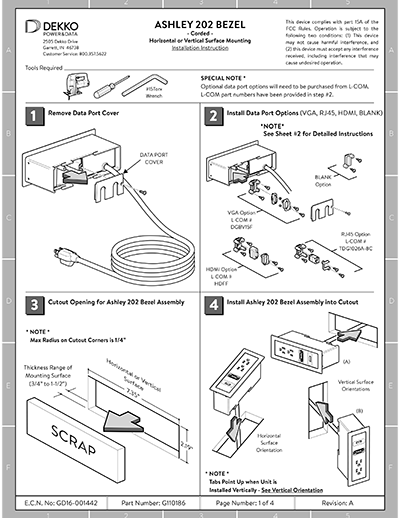 DEKKO
POWER&DATA
2505 Dekko Drive
Garrett, IN 46738
Customer Service: 800.357.5622
ASHLEY 202 BEZEL
- Corded -
Horizontal or Vertical Surface Mounting
Installation Instruction
This device complies with part 15A of the
FCC Rules. Operation is subject to the
following two conditions: (1) This device
may not cause harmful interference, and
(2) this device must accept any interference
received, including interference that may
cause undesired operation.
Tools Required
#15Torx
Wrench
SPECIAL NOTE *
Optional data port options will need to be purchased from L-COM.
L-COM part numbers have been provided in step #2.
1
Remove Data Port Cover
DATA PORT
COVER
2
Install Data Port Options (VGA, RJ45, HDMI, BLANK)
*NOTE*
See Sheet #2 for Detailed Instructions
BLANK
Option
VGA Option
L-COM #
DGBV15F
RJ45 Option
L-COM #
TDG1026A-8C
HDMI Option
L-COM #
HDFF
3
Cutout Opening for Ashley 202 Bezel Assembly
* NOTE *
Max Radius on Cutout Corners is 1/4"
Thickness Range of
Mounting Surface
(3/4" to 1-1/2")
Horizontal or Vertical
Surface
SCRAP
4
Install Ashley 202 Bezel Assembly into Cutout
(A)
Vertical Surface
Orientations
(B)
Horizontal
Surface
Orientation
* NOTE *
Tabs Point Up when Unit is
Installed Vertically - See Vertical Orientation
E.C.N. No: GD16-001442
Part Number: G110186
Page Number: 1 of 4
Revision: A